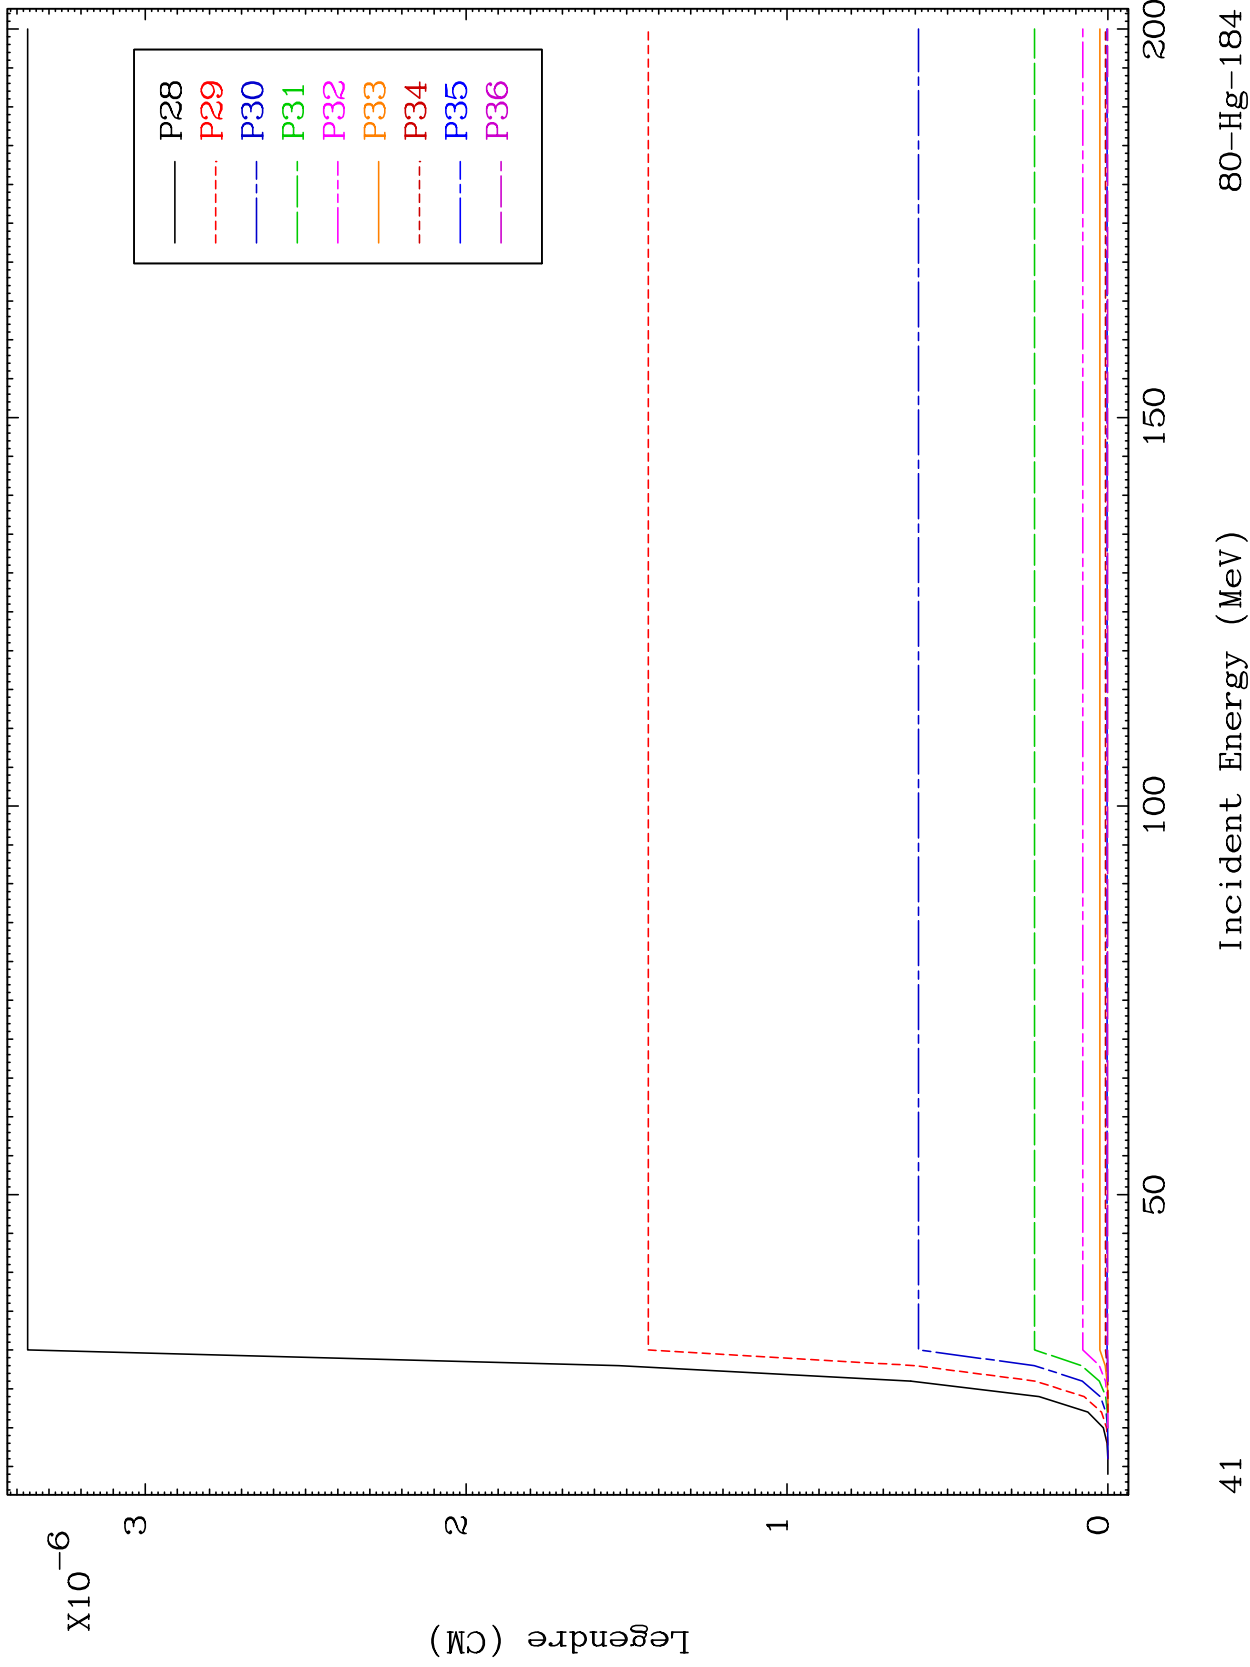 X10-6
3
2
1
0
Legendre (CM)
P28
P29
P30
P31
P32
P33
P34
P35
P36
50
100
150
200
41
Incident Energy (MeV)
80-Hg-184